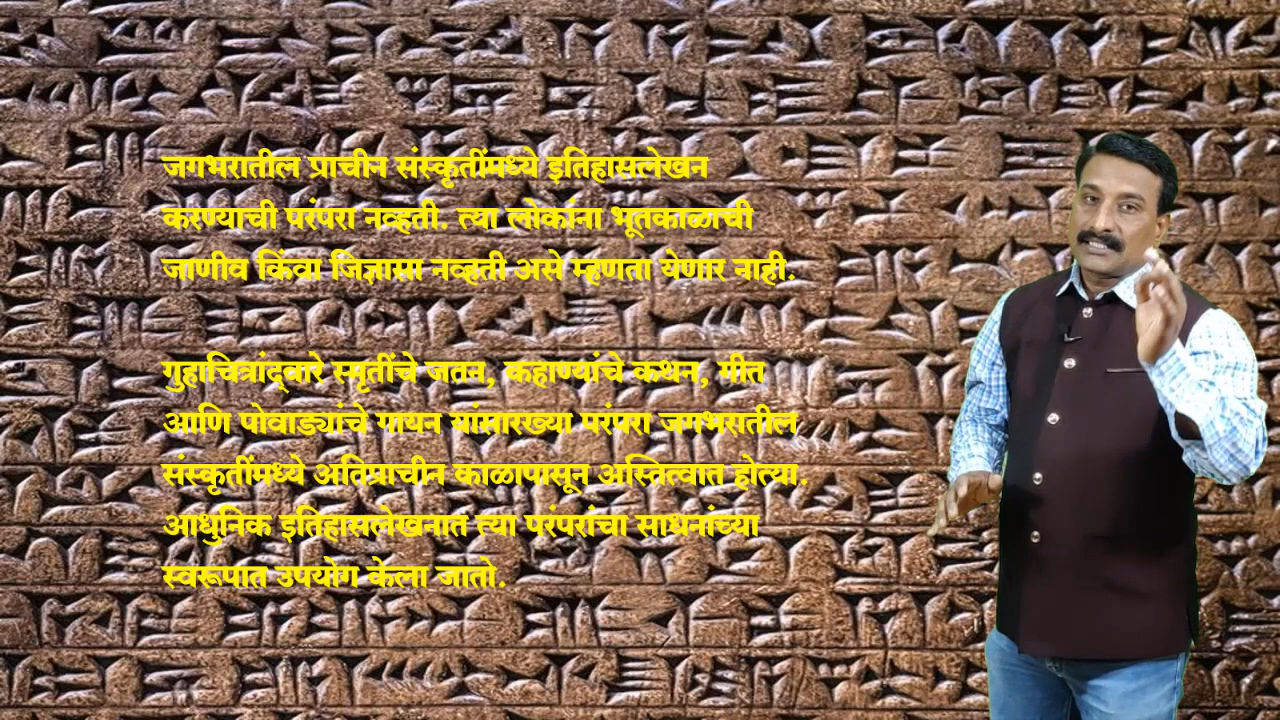 जगभरातील प्राचीन संस्कृतींमध्ये इतिहासलेखन
करण्याची परंपरा नव्हती. त्या लोकांना भूतकाळाची
जाणीव किंवा जिज्ञासा नव्हती असे म्हणता येणार नाही.
गुहाचित्रांद्वारे स्मृतींचे जतन, कहाण्यांचे कथन, गीत
आणि पोवाड्यांचे गायन यांसारख्या परंपरा जगभरातील
संस्कृतींमध्ये अतिप्राचीन काळापासून अस्तित्वात होत्या.
आधुनिक इतिहासलेखनात त्या परंपरांचा साधनांच्या
स्वरूपात उपयोग केला जातो.